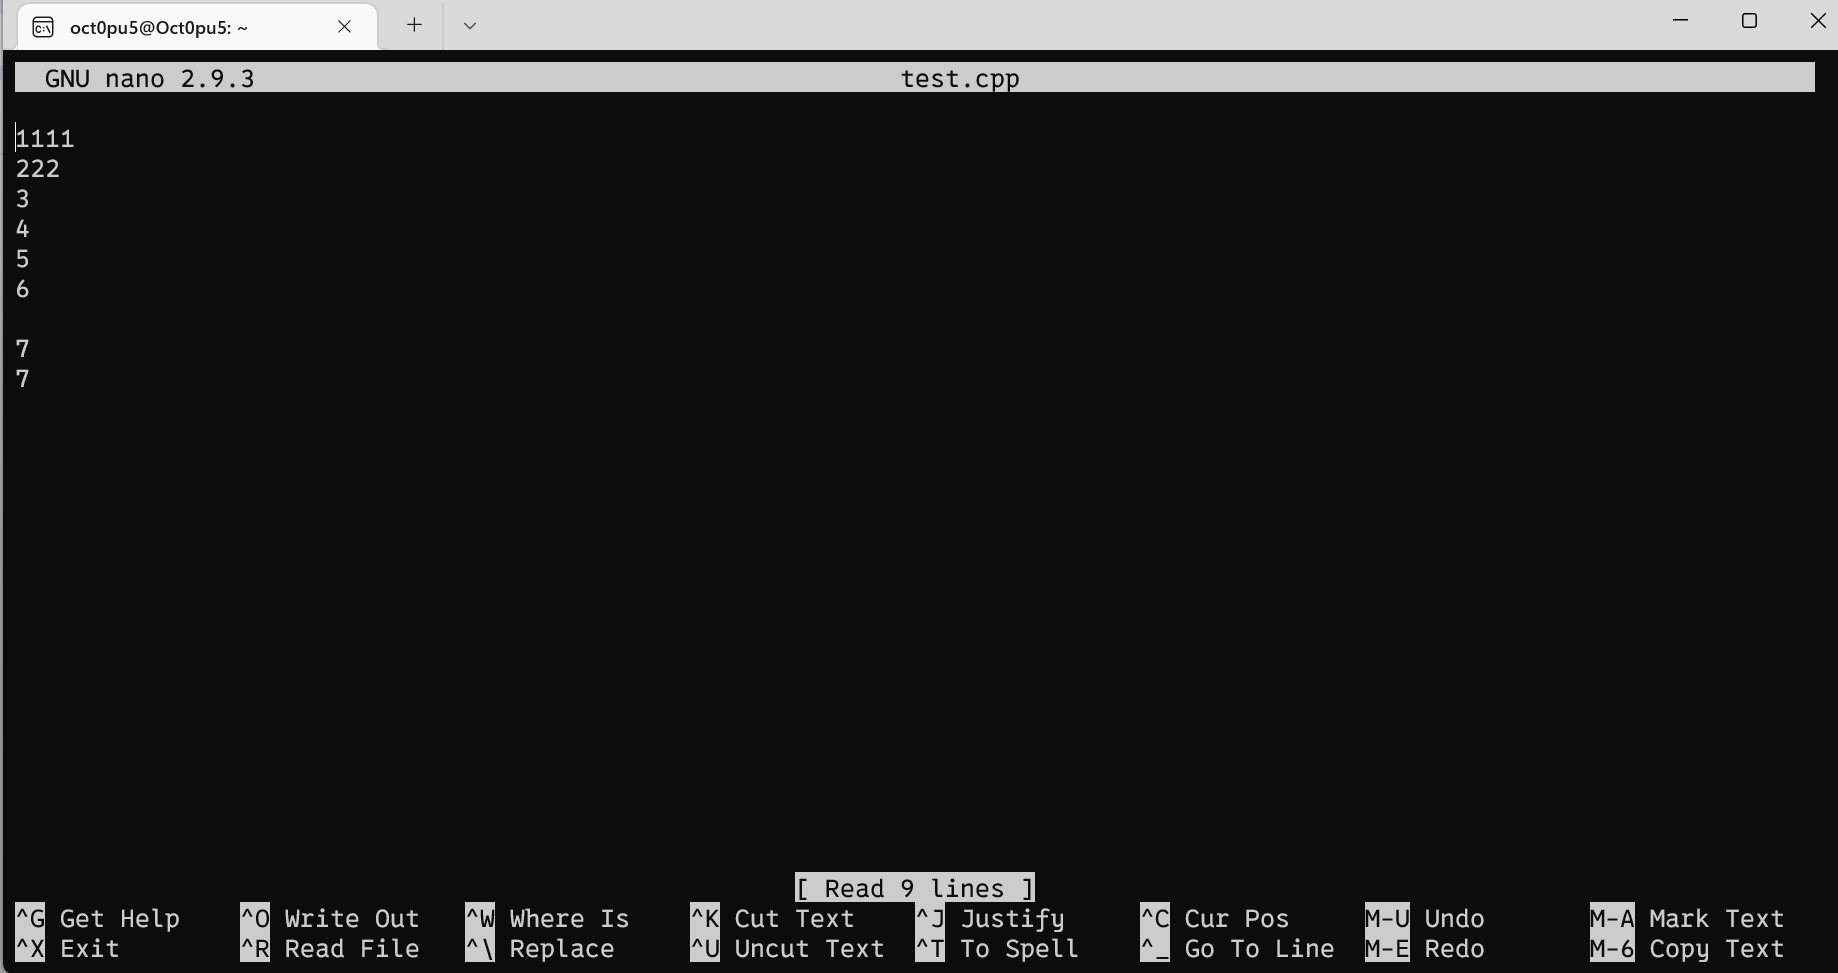 oct0pu5@Oct0pu5: ~
GNU nano 2.9.3 test.cpp
1111
222
3
4
5
6
7
7
[ Read 9 lines ]
^G Get Help ^O Write Out ^W Where Is ^K Cut Text ^J Justify ^C Cur Pos M-U Undo M-A Mark Text
^X Exit ^R Read File ^\ Replace ^U Uncut Text ^T To Spell ^_ Go To Line M-E Redo M-6 Copy Text